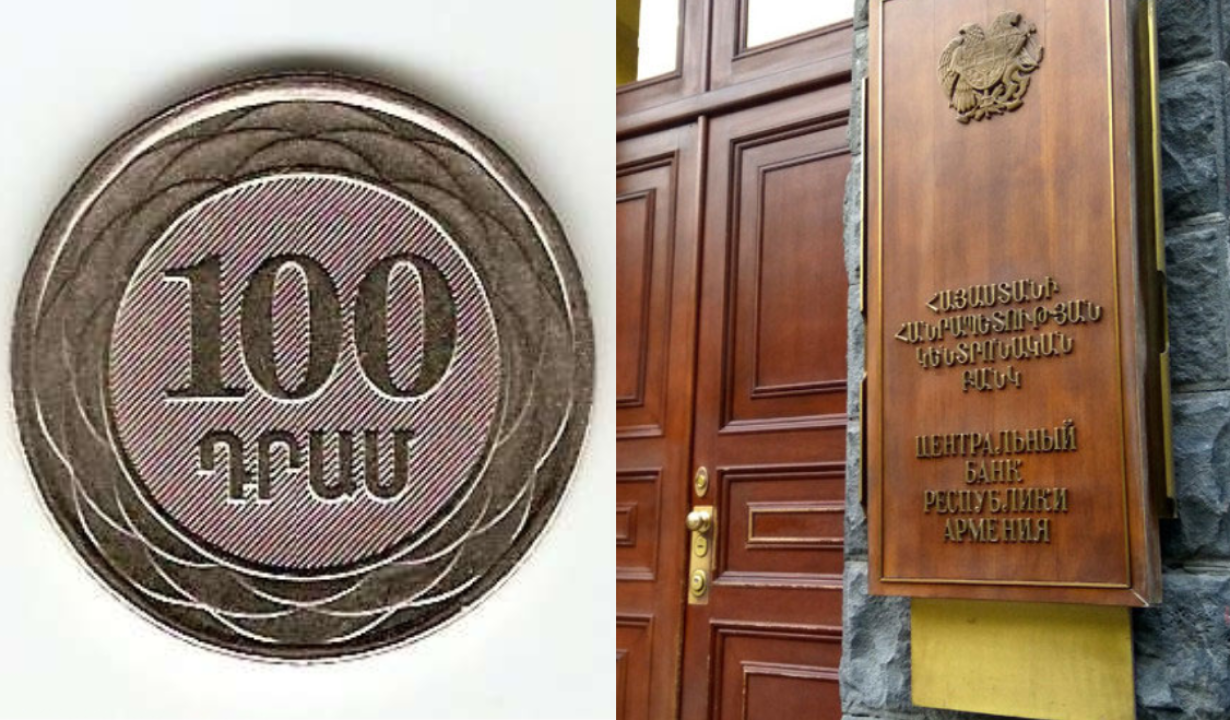 100
ԴՐԱՄ
ՀԱՅԱՍՏԱՆԻ
ՀԱՆՐԱՊԵՏՈՒԹՅԱՆ
ԿԵՆՏՐՈՆԱԿԱՆ
ԲԱՆԿ
ЦЕНТРАЛЬНЫЙ
БАНК
РЕСПУБЛИКИ
АРМЕНИЯ